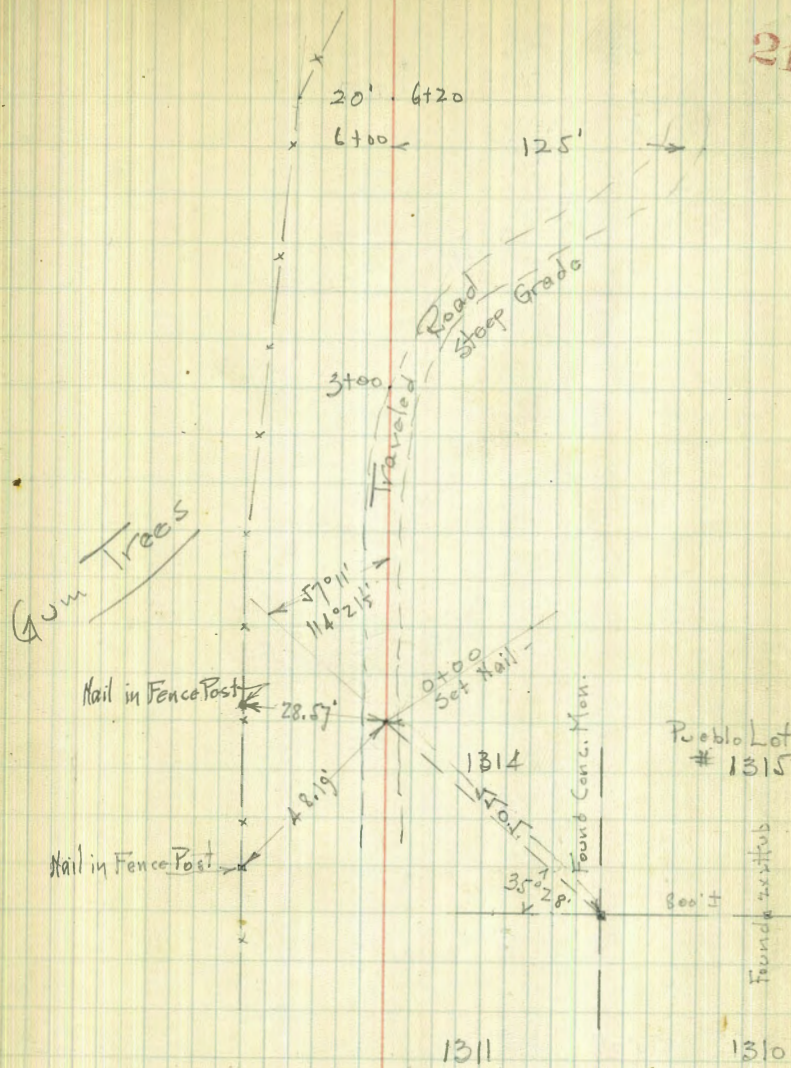 21
20' 6+20
6+00 125'
Road
Steep Grade
3+00
Traveled
Gum Trees
57°11'
114°21½'
0+00
Set Nail
Nail in Fence Post
28.57'
48.19'
Nail in Fence Post
1314
Found Conc. Mon.
Pueblo Lot
# 1315
35°28'
800'±
Found 2x2 Hub
1311
1310